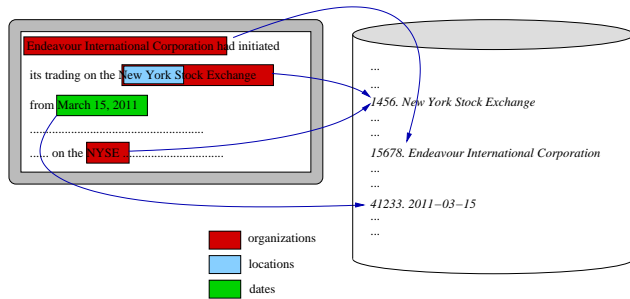 Endeavour International Corporation had initiated
its trading on the New York Stock Exchange
from March 15, 2011
..........................................................
..... on the NYSE ..................................
...
...
1456. New York Stock Exchange
...
...
15678. Endeavour International Corporation
...
...
41233. 2011−03−15
...
...
organizations
locations
dates